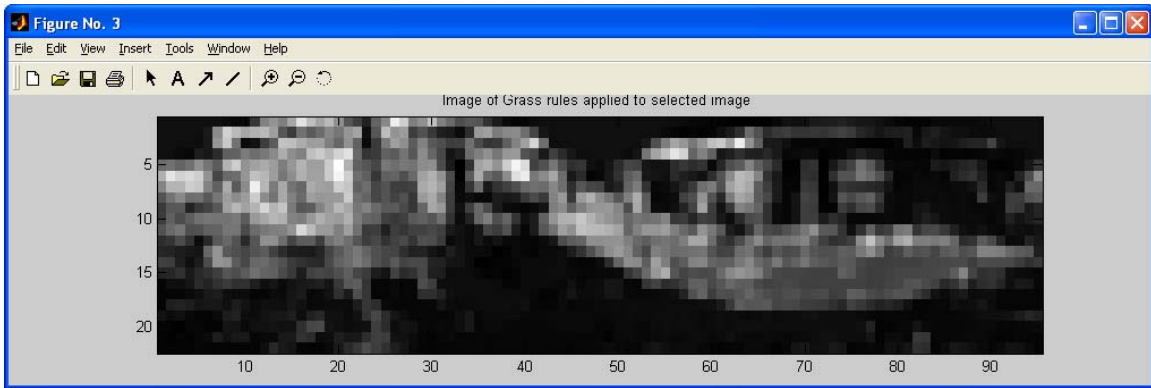 Figure No. 3
File Edit View Insert Tools Window Help
A
Image of Grass rules applied to selected image
5
10
15
20
10 20 30 40 50 60 70 80 90